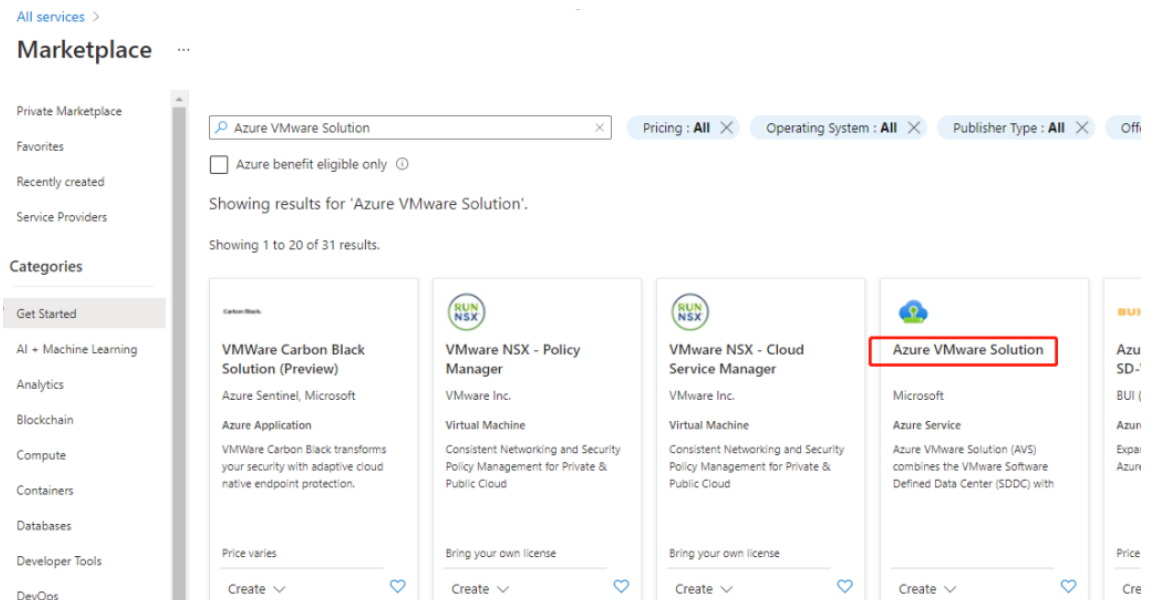 All services >
Marketplace ...
Private Marketplace
Favorites
Recently created
Service Providers
Categories
Get Started
AI + Machine Learning
Analytics
Blockchain
Compute
Containers
Databases
Developer Tools
DevOps
Azure VMware Solution
Pricing : All
Operating System : All
Publisher Type : All
Azure benefit eligible only
Showing results for 'Azure VMware Solution'.
Showing 1 to 20 of 31 results.
Carbon Black.
VMWare Carbon Black
Solution (Preview)
Azure Sentinel, Microsoft
Azure Application
VMWare Carbon Black transforms
your security with adaptive cloud
native endpoint protection.
Price varies
Create
RUN
NSX
VMware NSX - Policy
Manager
VMware Inc.
Virtual Machine
Consistent Networking and Security
Policy Management for Private &
Public Cloud
Bring your own license
Create
RUN
NSX
VMware NSX - Cloud
Service Manager
VMware Inc.
Virtual Machine
Consistent Networking and Security
Policy Management for Private &
Public Cloud
Bring your own license
Create
Azure VMware Solution
Microsoft
Azure Service
Azure VMware Solution (AVS)
combines the VMware Software
Defined Data Center (SDDC) with
Create
BUI
BUI (
Price